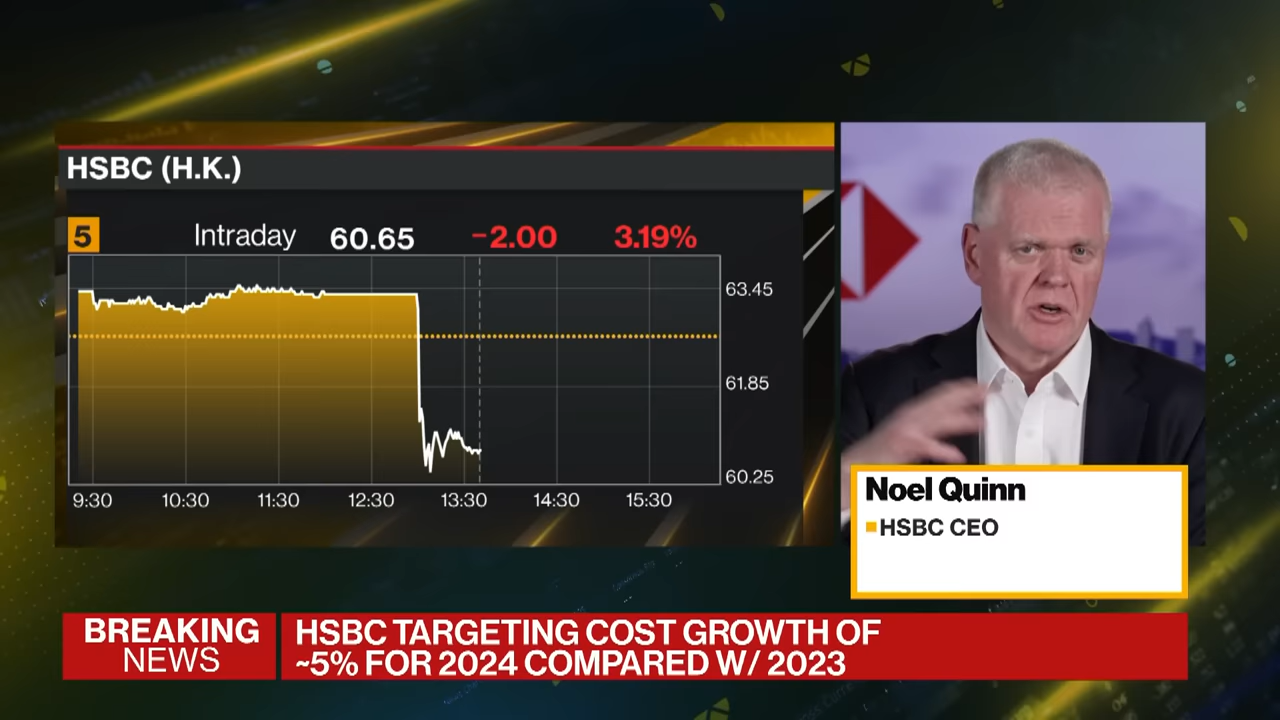 HSBC (H.K.)
5 Intraday 60.65 −2.00 3.19%
63.45
61.85
60.25
9:30 10:30 11:30 12:30 13:30 14:30 15:30
Noel Quinn
HSBC CEO
BREAKING
NEWS
HSBC TARGETING COST GROWTH OF
~5% FOR 2024 COMPARED W/ 2023